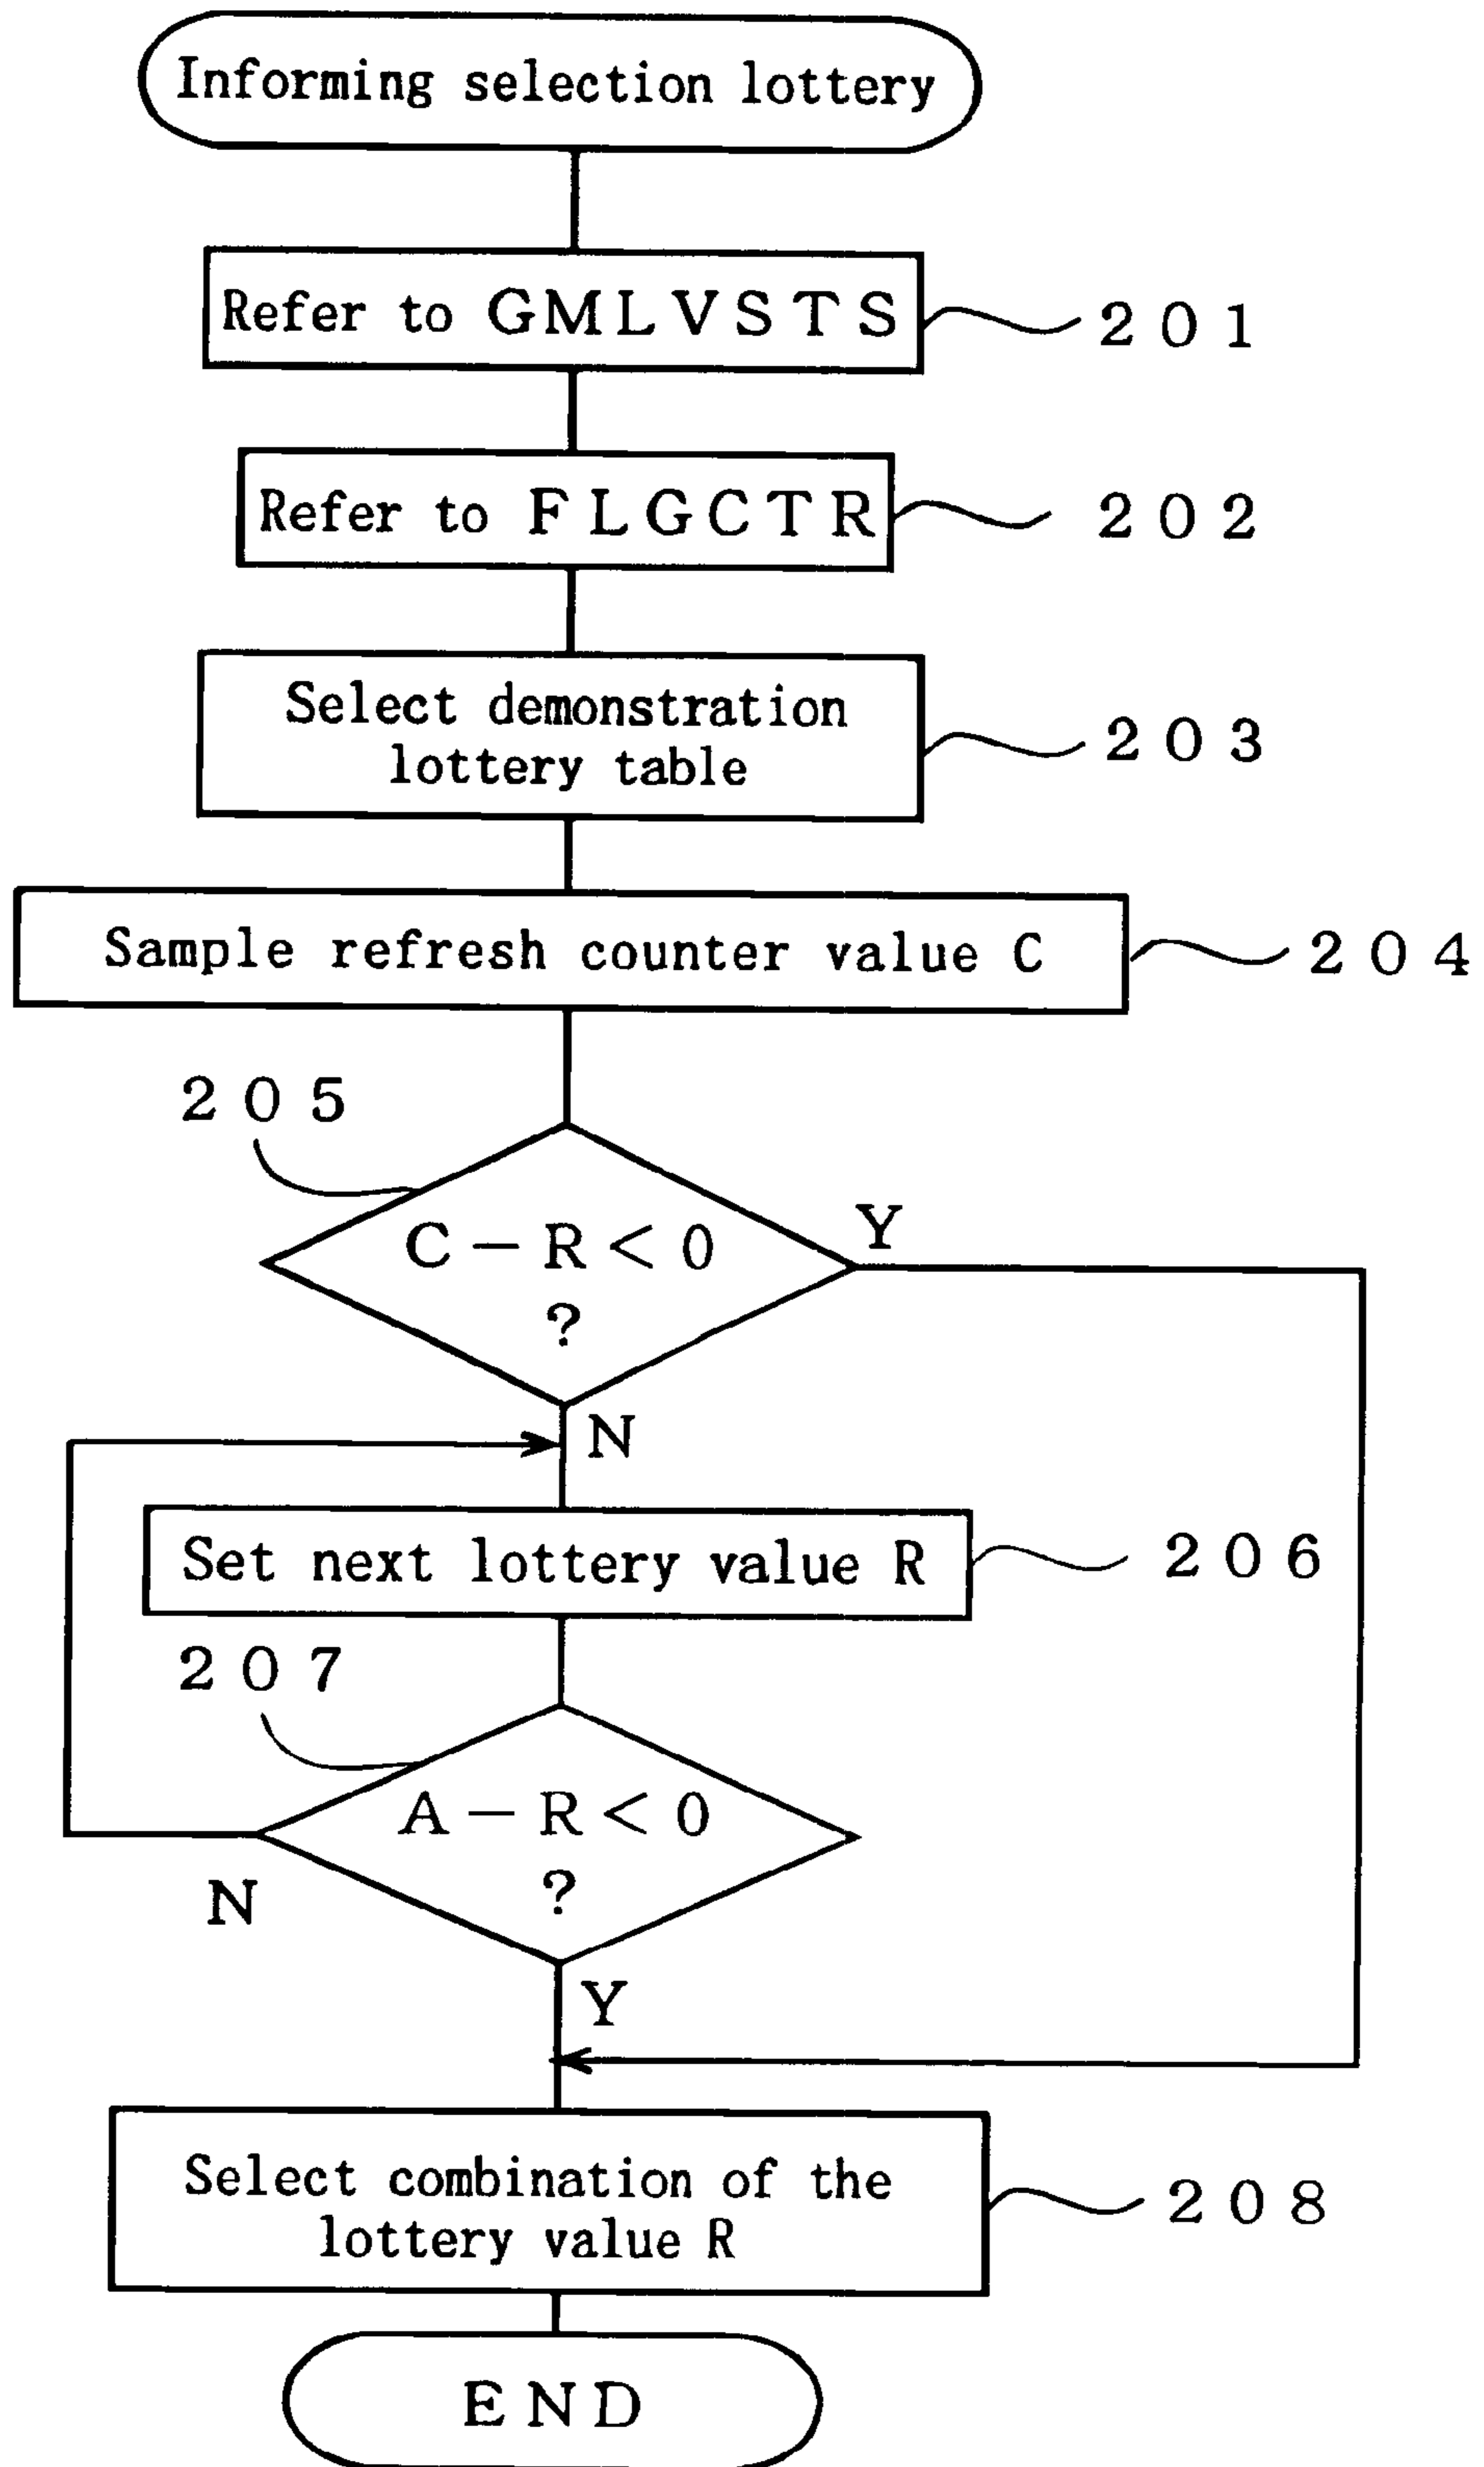 Informing selection lottery
Refer to GMLVSTS
201
Refer to FLGCTR
202
Select demonstration
lottery table
203
Sample refresh counter value C
204
205
C－R＜0
?
Y
N
Set next lottery value R
206
207
A－R＜0
?
N
Y
Select combination of the
lottery value R
208
END